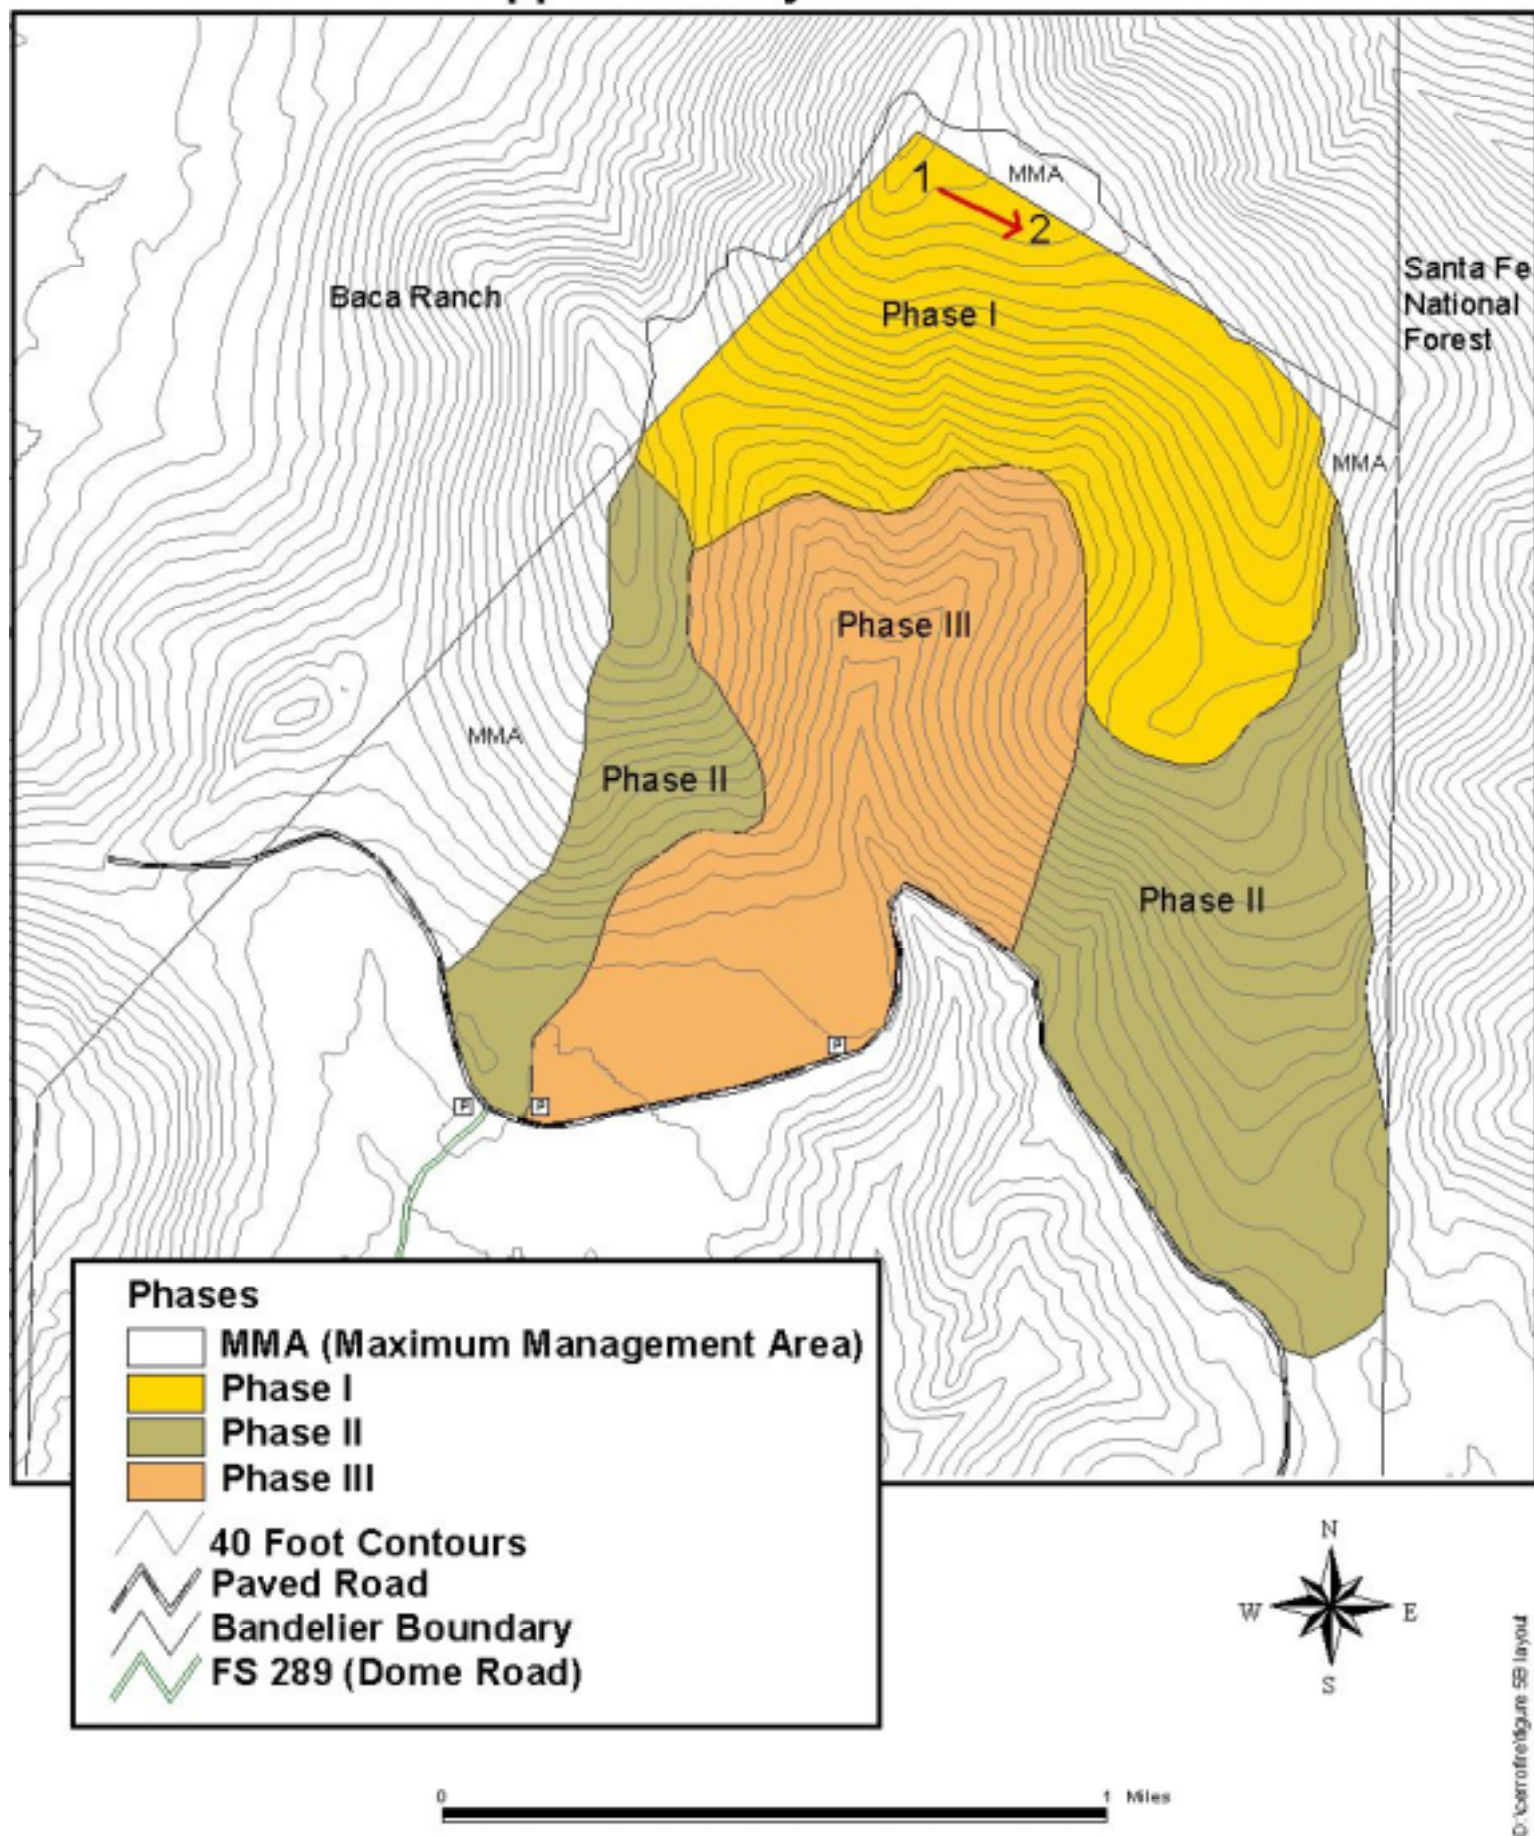 1
MMA
2
Santa Fe
National
Forest
Baca Ranch
Phase I
MMA
Phase III
MMA
Phase II
Phase II
P
P
P
Phases
MMA (Maximum Management Area)
Phase I
Phase II
Phase III
40 Foot Contours
Paved Road
Bandelier Boundary
FS 289 (Dome Road)
N
W
E
S
0
1 Miles